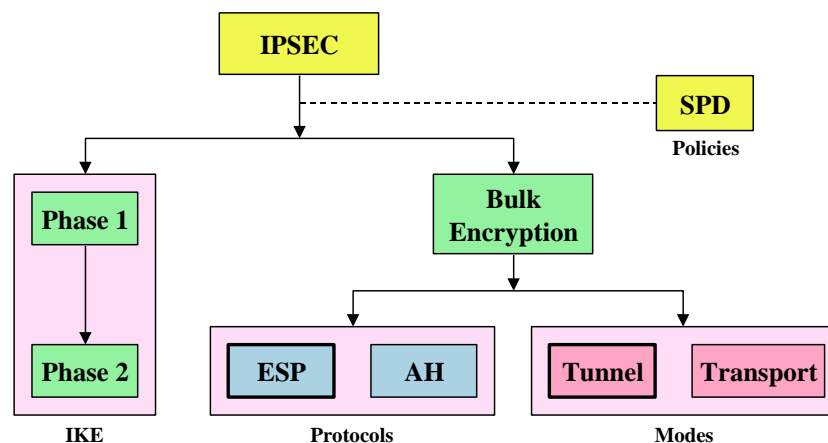 IPSEC
SPD
Policies
Phase 1
Bulk
Encryption
Phase 2
ESP
AH
Tunnel
Transport
IKE
Protocols
Modes